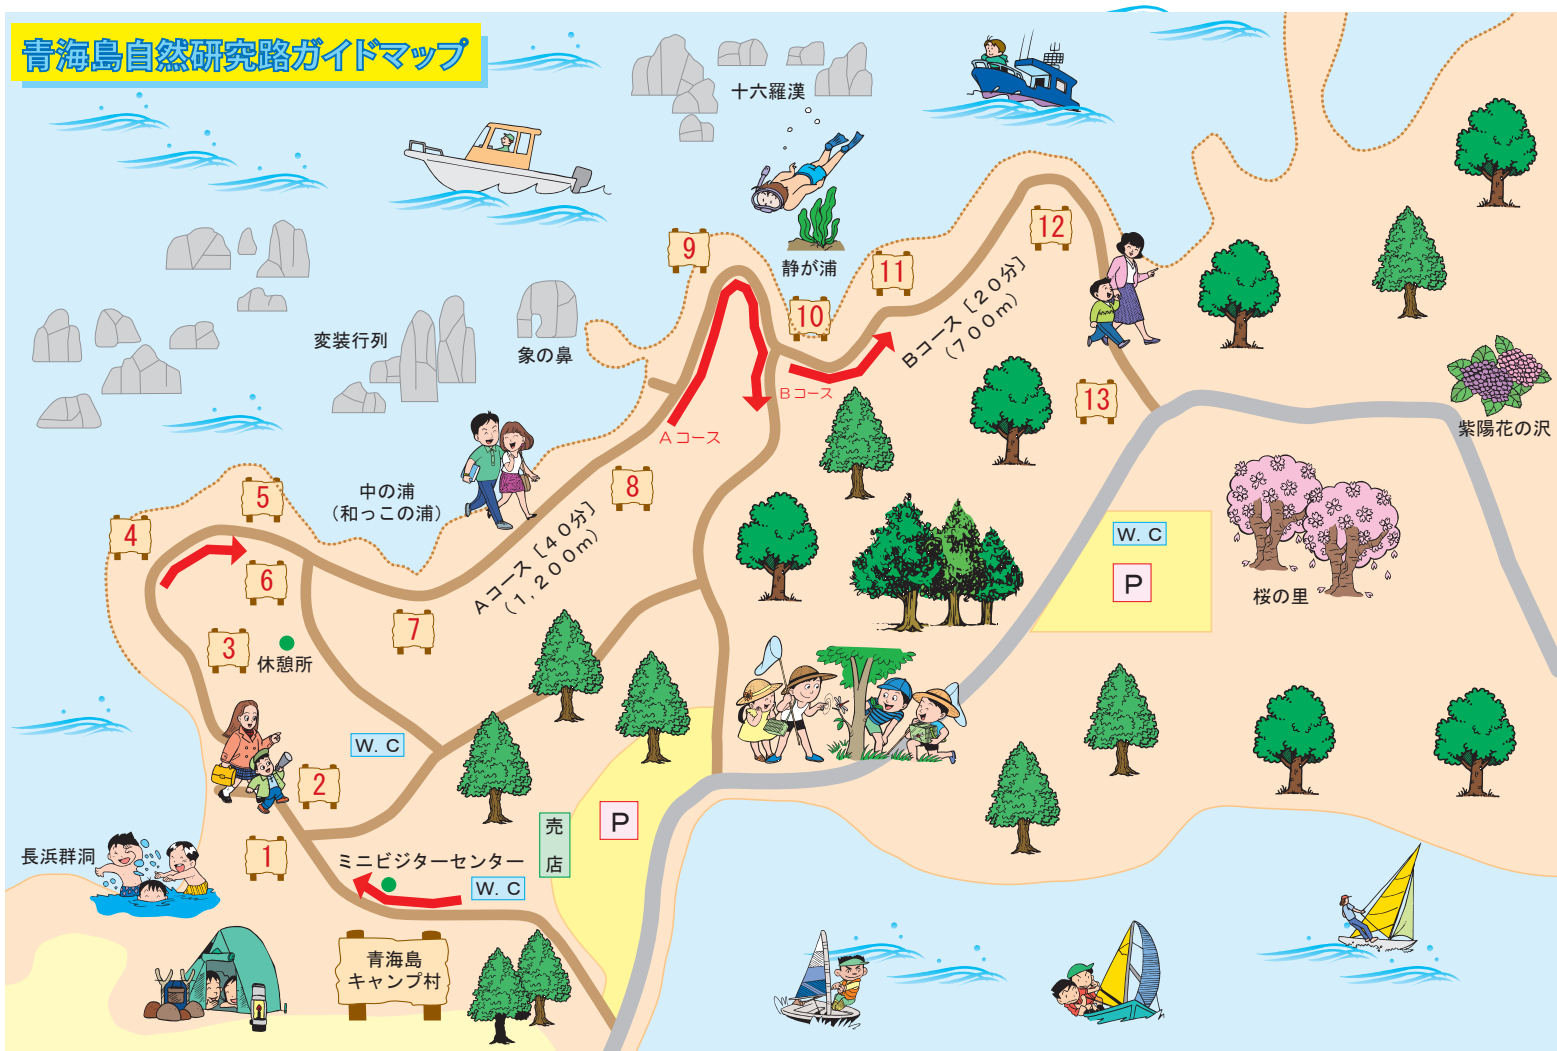 青海島自然研究路ガイドマップ
十六羅漢
静が浦
変装行列
象の鼻
9
10
11
12
13
Bコース［20分］
（700m）
Bコース
Aコース
紫陽花の沢
中の浦
（和っこの浦）
4
5
6
7
8
3
休憩所
Aコース［40分］
（1,200m）
W.C
P
桜の里
W.C
2
1
長浜群洞
ミニビジターセンター
W.C
売店
P
青海島
キャンプ村